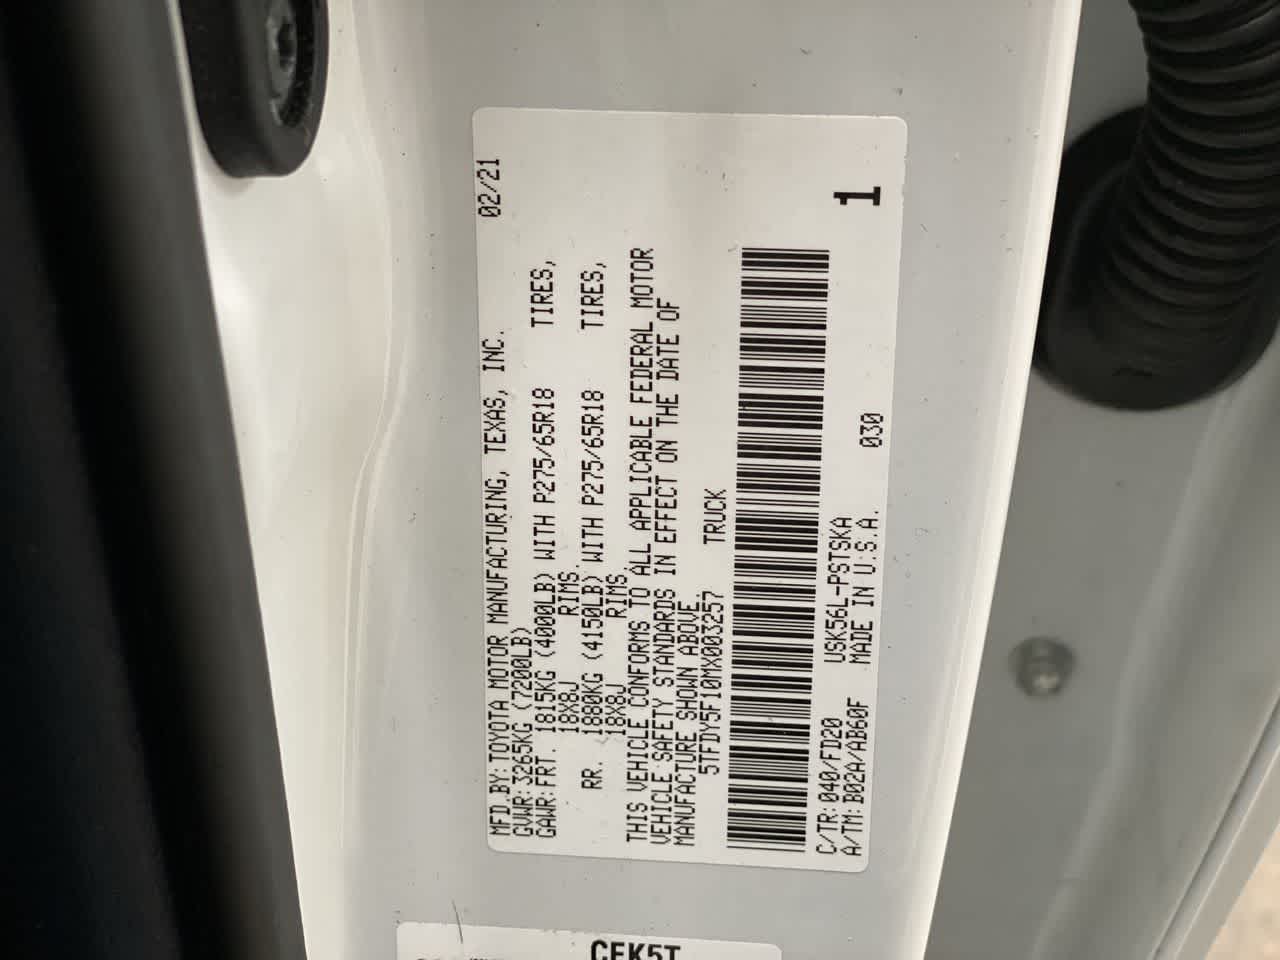 MFD.BY:TOYOTA MOTOR MANUFACTURING, TEXAS, INC. 02/21
GVWR:3265KG (7200LB)
GAWR:FRT. 1815KG (4000LB) WITH P275/65R18 TIRES,
18X8J RIMS.
RR. 1880KG (4150LB) WITH P275/65R18 TIRES,
18X8J RIMS.
THIS VEHICLE CONFORMS TO ALL APPLICABLE FEDERAL MOTOR
VEHICLE SAFETY STANDARDS IN EFFECT ON THE DATE OF
MANUFACTURE SHOWN ABOVE.
5TFDY5F10MX003257 TRUCK
C/TR:040/FD20 USK56L-PSTSKA 030 1
A/TM:B02A/AB60F MADE IN U.S.A.